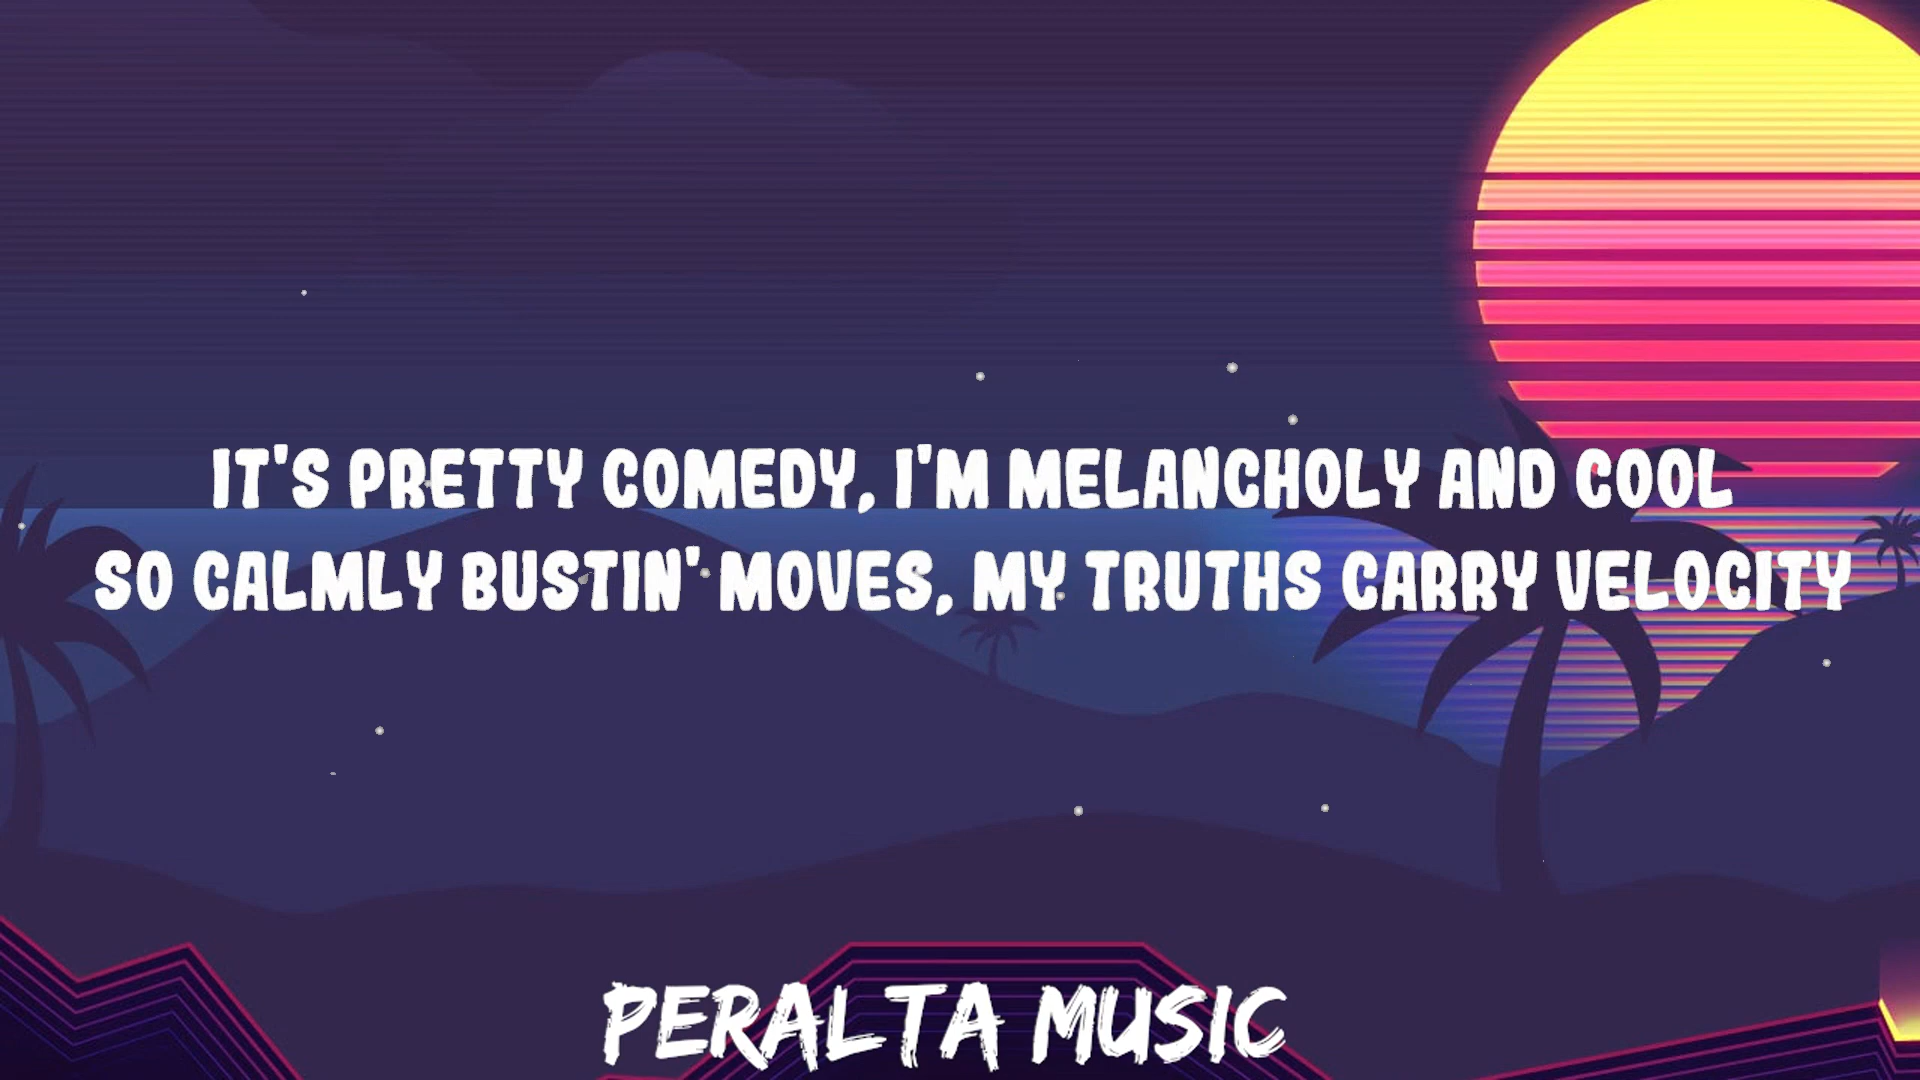 IT'S PRETTY COMEDY, I'M MELANCHOLY AND COOL
SO CALMLY BUSTIN' MOVES, MY TRUTHS CARRY VELOCITY
PERALTA MUSIC